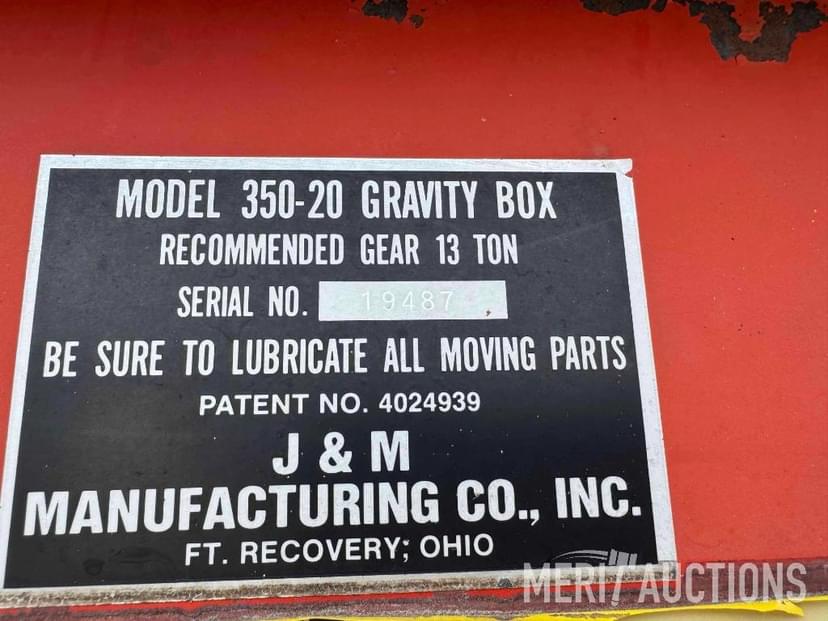 MODEL 350-20 GRAVITY BOX
RECOMMENDED GEAR 13 TON
SERIAL NO. 19487
BE SURE TO LUBRICATE ALL MOVING PARTS
PATENT NO. 4024939
J & M
MANUFACTURING CO., INC.
FT. RECOVERY; OHIO
MERIT AUCTIONS